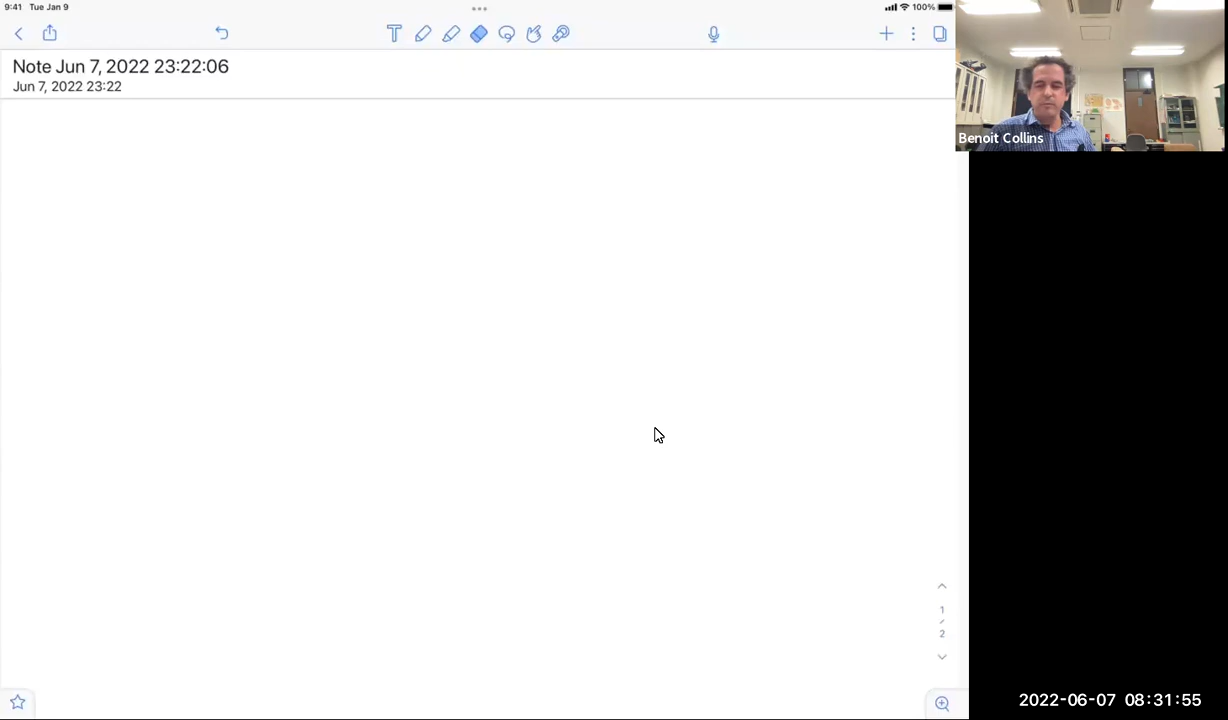 9:41 Tue Jan 9
100%
Note Jun 7, 2022 23:22:06
Jun 7, 2022 23:22
Benoit Collins
1
2
2022-06-07 08:31:55